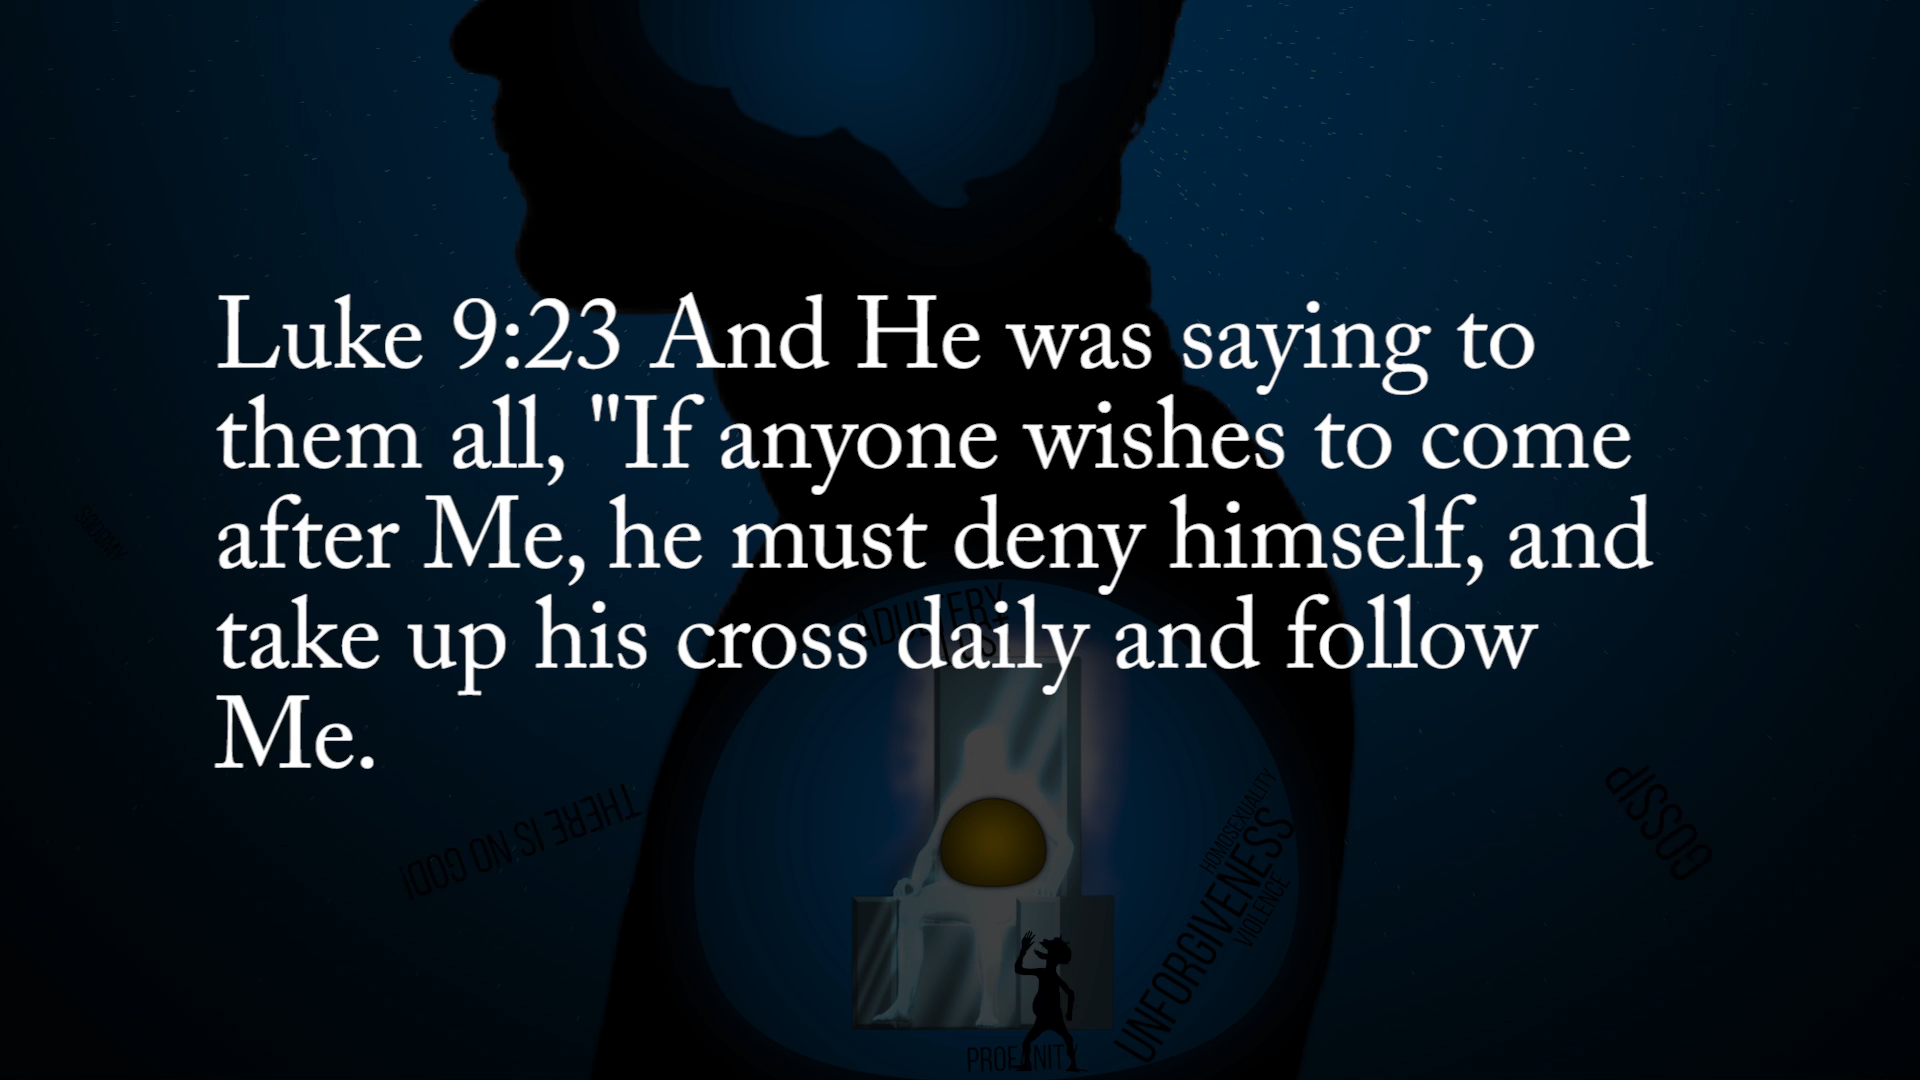 Luke 9:23 And He was saying to
them all, "If anyone wishes to come
after Me, he must deny himself, and
take up his cross daily and follow
Me.
ADULTERY
THERE IS NO GOD!
HOMOSEXUALITY
UNFORGIVENESS
VIOLENCE
GOSSIP
PROFANITY